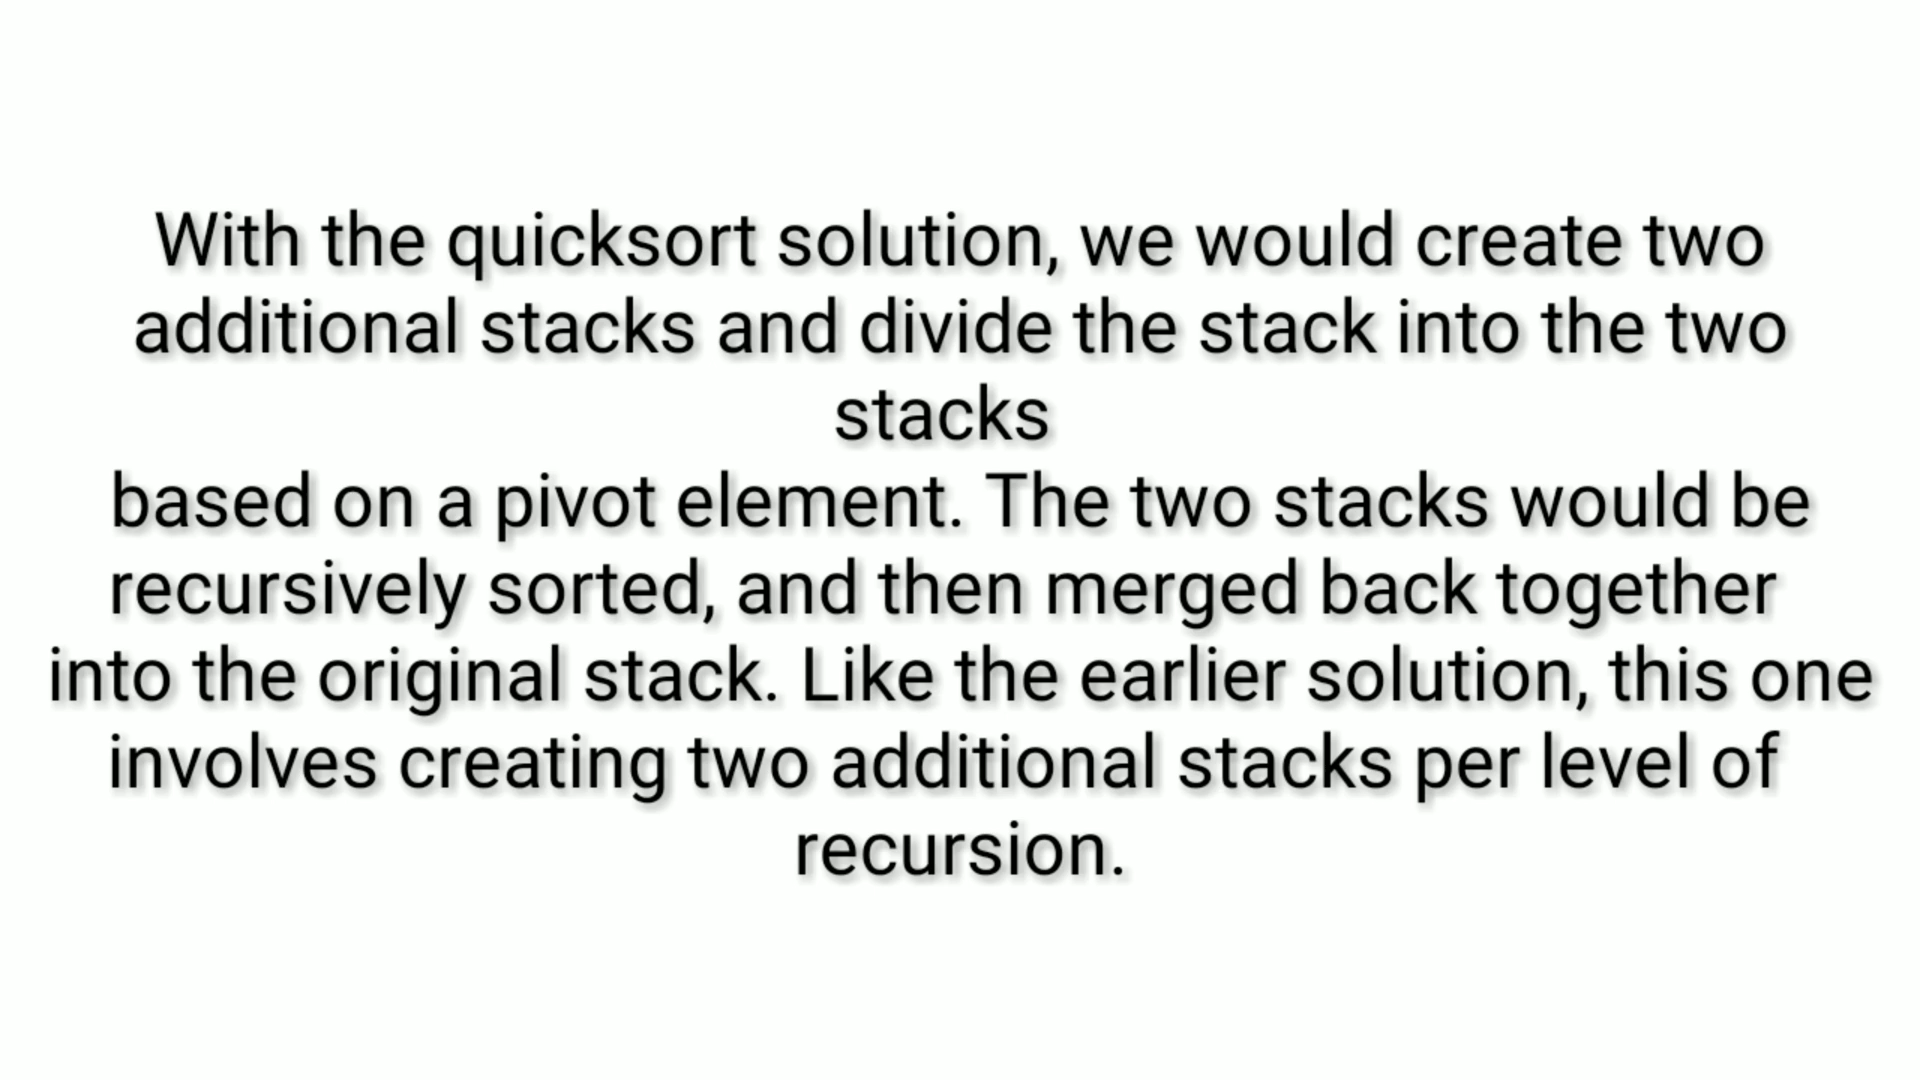 With the quicksort solution, we would create two
additional stacks and divide the stack into the two
stacks
based on a pivot element. The two stacks would be
recursively sorted, and then merged back together
into the original stack. Like the earlier solution, this one
involves creating two additional stacks per level of
recursion.